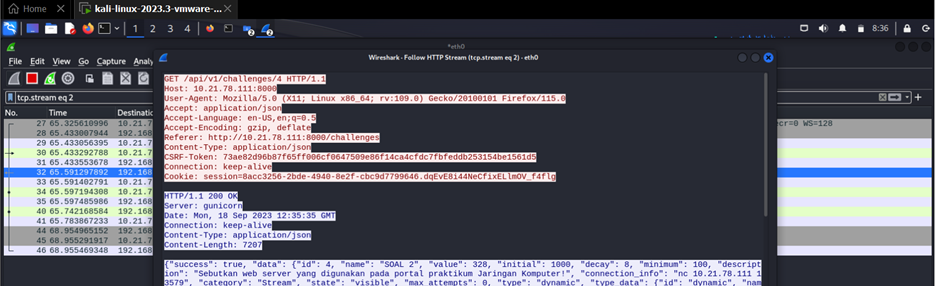 Home kali-linux-2023.3-vmware-...
1 2 3 4 8:36
*eth0
Wireshark · Follow HTTP Stream (tcp.stream eq 2) · eth0
File Edit View Go Capture Analy
tcp.stream eq 2
No. Time Destinatio
27 65.325610996 10.21.7
28 65.433007944 192.168
29 65.433056395 10.21.7
30 65.433292788 10.21.7
31 65.433553678 192.168
32 65.591297892 192.168
33 65.591402791 10.21.7
34 65.597194308 192.168
35 65.597485986 10.21.7
40 65.742168584 192.168
41 65.783867233 10.21.7
44 68.954965152 192.168
45 68.955291917 10.21.7
46 68.955469348 192.168
ecr=0 WS=128
GET /api/v1/challenges/4 HTTP/1.1
Host: 10.21.78.111:8000
User-Agent: Mozilla/5.0 (X11; Linux x86_64; rv:109.0) Gecko/20100101 Firefox/115.0
Accept: application/json
Accept-Language: en-US,en;q=0.5
Accept-Encoding: gzip, deflate
Referer: http://10.21.78.111:8000/challenges
Content-Type: application/json
CSRF-Token: 73ae82d96b87f65ff006cf0647509e86f14ca4cfdc7fbfeddb253154be1561d5
Connection: keep-alive
Cookie: session=8acc3256-2bde-4940-8e2f-cbc9d7799646.dqEvE8i44NeCfixELlmOV_f4flg
HTTP/1.1 200 OK
Server: gunicorn
Date: Mon, 18 Sep 2023 12:35:35 GMT
Connection: keep-alive
Content-Type: application/json
Content-Length: 7207
{"success": true, "data": {"id": 4, "name": "SOAL 2", "value": 328, "initial": 1000, "decay": 8, "minimum": 100, "descript
ion": "Sebutkan web server yang digunakan pada portal praktikum Jaringan Komputer!", "connection_info": "nc 10.21.78.111 1
3579", "category": "Stream", "state": "visible", "max_attempts": 0, "type": "dynamic", "type_data": {"id": "dynamic", "nam